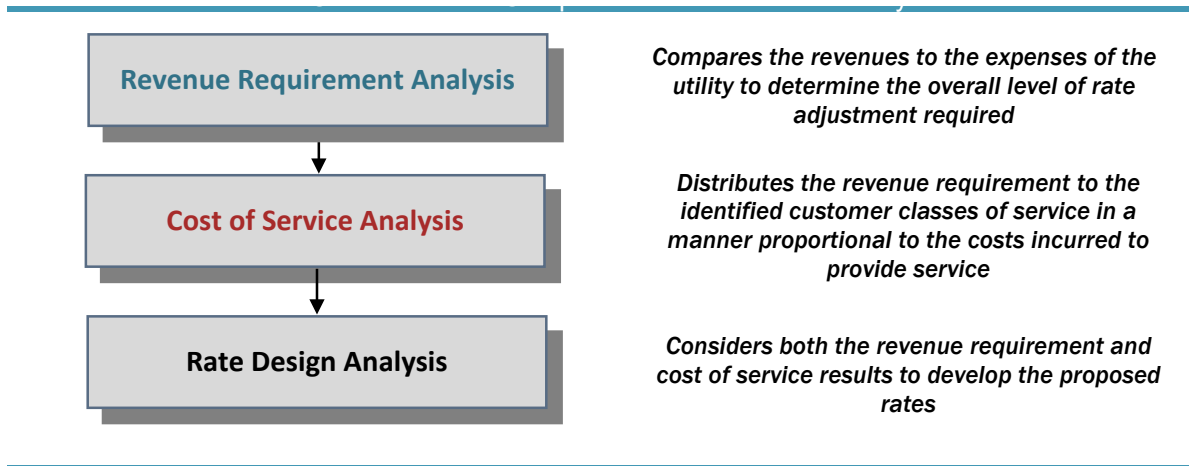 Revenue Requirement Analysis
Compares the revenues to the expenses of the
utility to determine the overall level of rate
adjustment required
Cost of Service Analysis
Distributes the revenue requirement to the
identified customer classes of service in a
manner proportional to the costs incurred to
provide service
Rate Design Analysis
Considers both the revenue requirement and
cost of service results to develop the proposed
rates